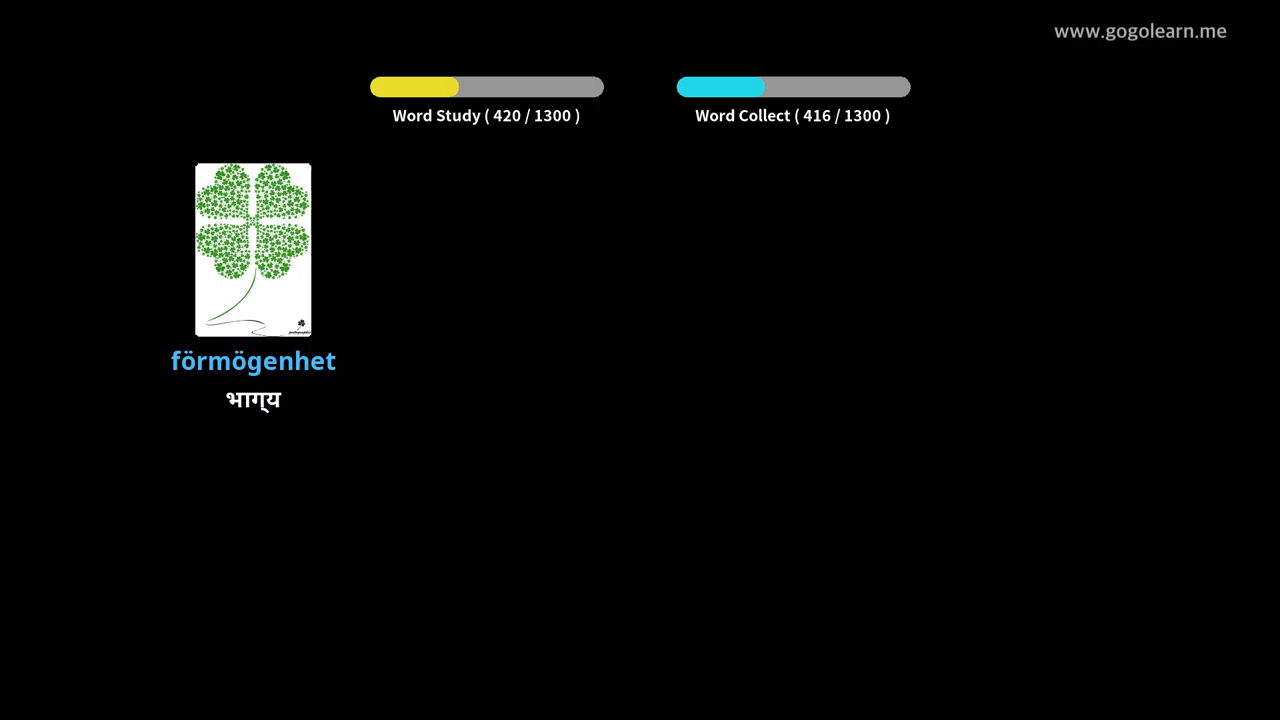 www.gogolearn.me
Word Study ( 420 / 1300 )
Word Collect ( 416 / 1300 )
förmögenhet
भाग्य